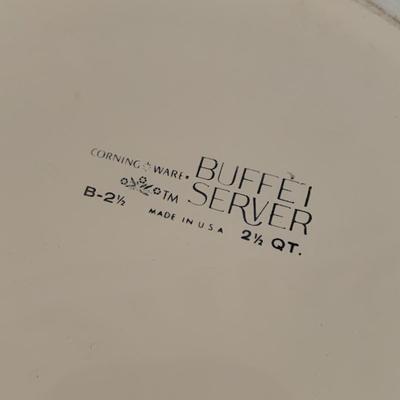 CORNING WARE® BUFFET
TM SERVER
B-2½ MADE IN U S A 2½ QT.